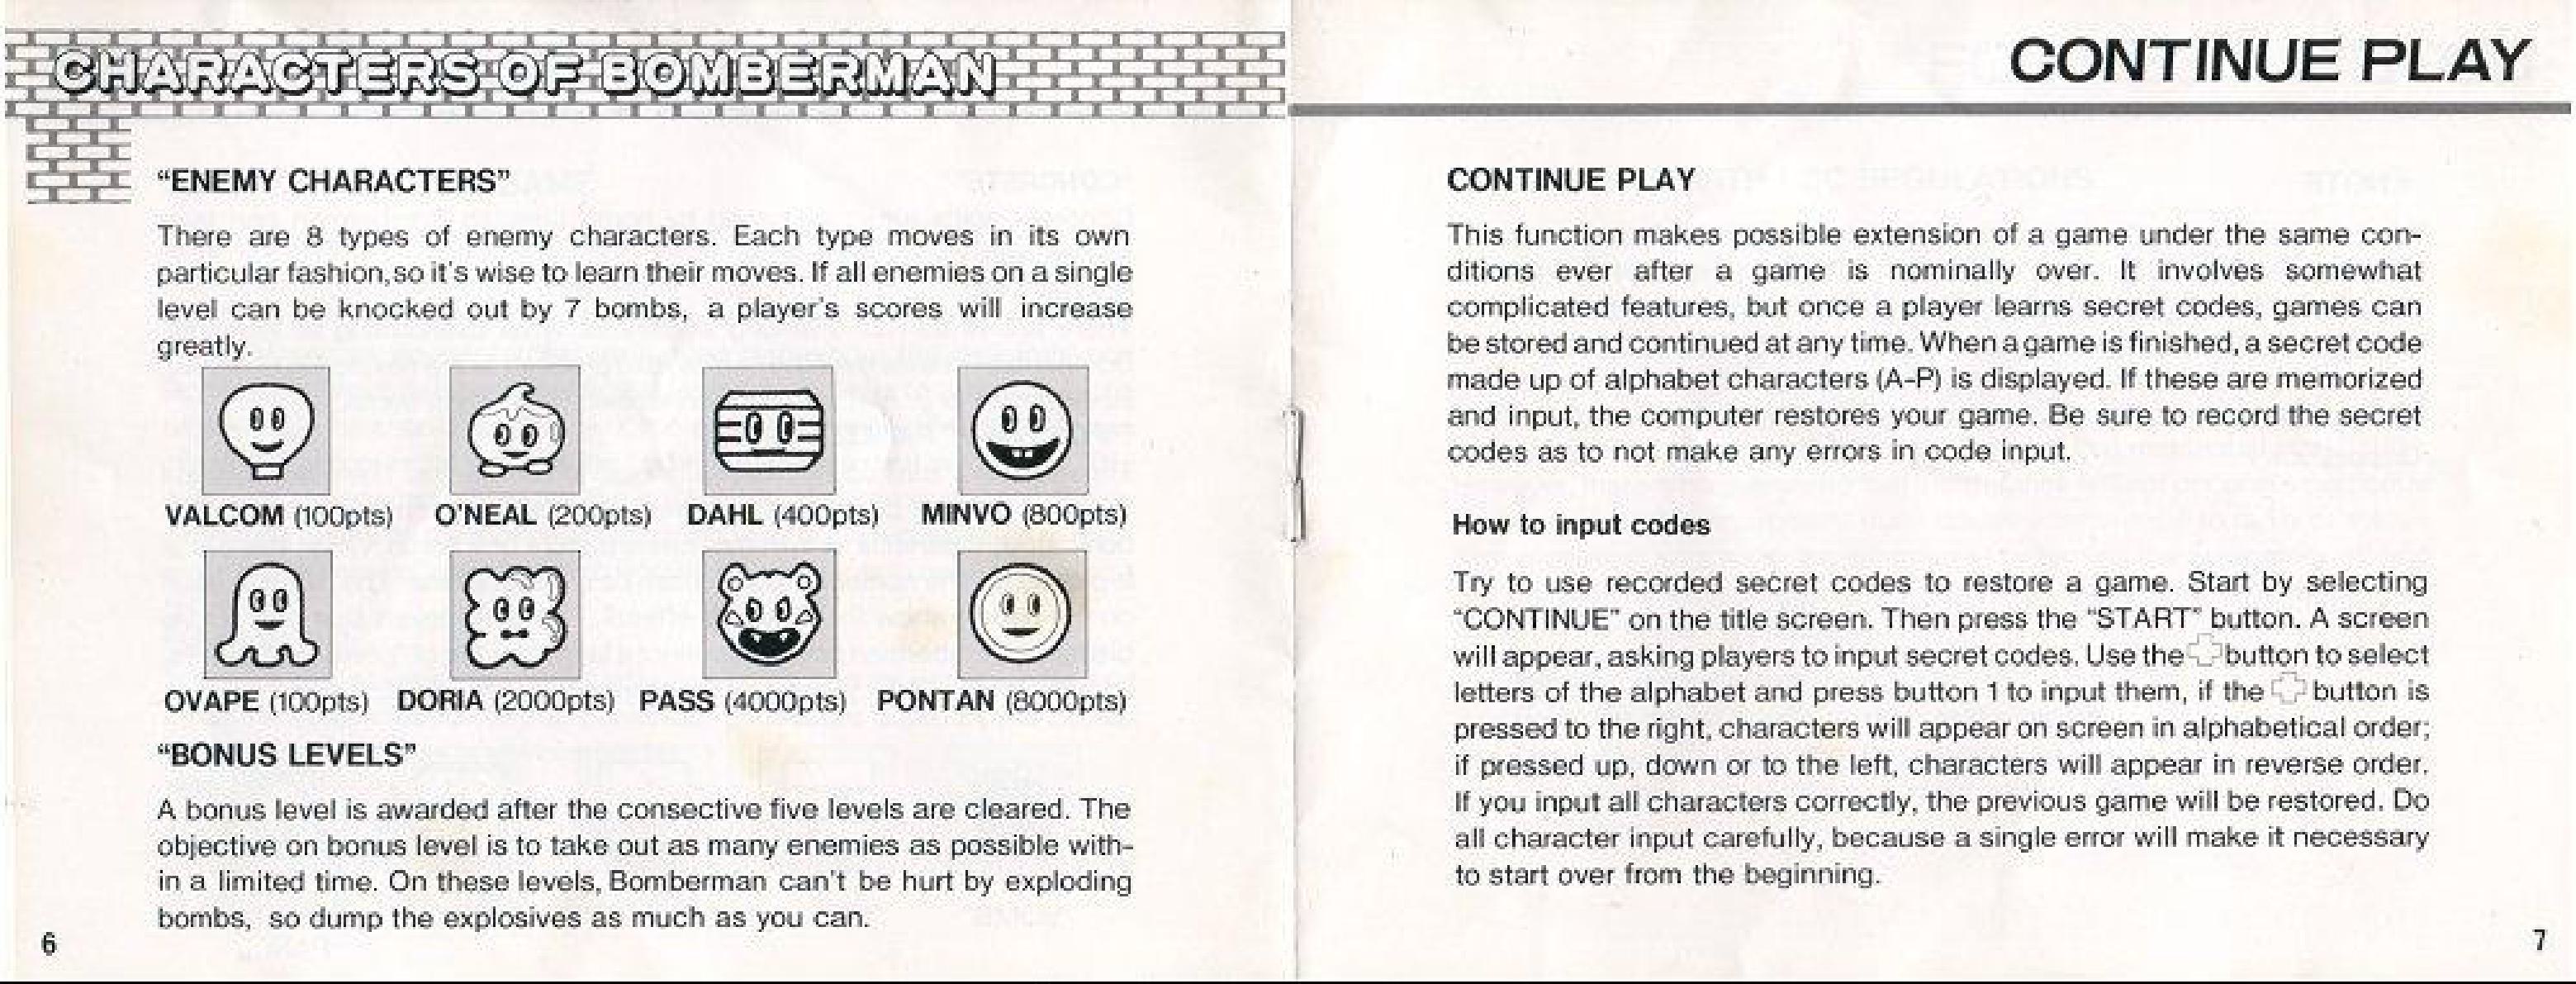 CHARACTERS OF BOMBERMAN
"ENEMY CHARACTERS"
There are 8 types of enemy characters. Each type moves in its own
particular fashion, so it's wise to learn their moves. If all enemies on a single
level can be knocked out by 7 bombs, a player's scores will increase
greatly.
VALCOM (100pts) O'NEAL (200pts) DAHL (400pts) MINVO (800pts)
OVAPE (100pts) DORIA (2000pts) PASS (4000pts) PONTAN (8000pts)
"BONUS LEVELS"
A bonus level is awarded after the consective five levels are cleared. The
objective on bonus level is to take out as many enemies as possible with-
in a limited time. On these levels, Bomberman can't be hurt by exploding
bombs, so dump the explosives as much as you can.
6
CONTINUE PLAY
CONTINUE PLAY
This function makes possible extension of a game under the same con-
ditions ever after a game is nominally over. It involves somewhat
complicated features, but once a player learns secret codes, games can
be stored and continued at any time. When a game is finished, a secret code
made up of alphabet characters (A-P) is displayed. If these are memorized
and input, the computer restores your game. Be sure to record the secret
codes as to not make any errors in code input.
How to input codes
Try to use recorded secret codes to restore a game. Start by selecting
"CONTINUE" on the title screen. Then press the "START" button. A screen
will appear, asking players to input secret codes. Use the button to select
letters of the alphabet and press button 1 to input them, if the button is
pressed to the right, characters will appear on screen in alphabetical order;
if pressed up, down or to the left, characters will appear in reverse order.
If you input all characters correctly, the previous game will be restored. Do
all character input carefully, because a single error will make it necessary
to start over from the beginning.
7